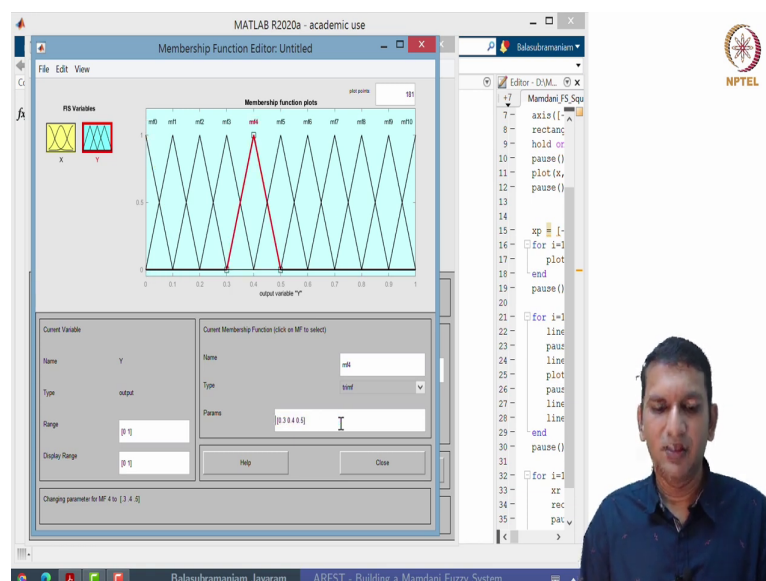 MATLAB R2020a - academic use
Membership Function Editor: Untitled
File Edit View
FIS Variables
X
Y
plot points
181
Membership function plots
mf0 mf1 mf2 mf3 mf4 mf5 mf6 mf7 mf8 mf9 mf10
1
0.5
0
0 0.1 0.2 0.3 0.4 0.5 0.6 0.7 0.8 0.9 1
output variable "Y"
Current Variable
Name Y
Type output
Range [0 1]
Display Range [0 1]
Current Membership Function (click on MF to select)
Name mf4
Type trimf
Params [0.3 0.4 0.5]
Help Close
Changing parameter for MF 4 to [.3 .4 .5]
fx
Balasubramaniam
Editor - D:\M...
+7 Mamdani_FS_Squ
7 - axis([-
8 - rectang
9 - hold on
10 - pause()
11 - plot(x,
12 - pause()
13
14
15 - xp = [-
16 - for i=1
17 - plot
18 - end
19 - pause()
20
21 - for i=1
22 - line
23 - paus
24 - line
25 - plot
26 - paus
27 - line
28 - line
29 - end
30 - pause()
31
32 - for i=1
33 - xr
34 - rec
35 - pau
NPTEL
Balasubramaniam Jayaram AREST - Building a Mamdani Fuzzy System